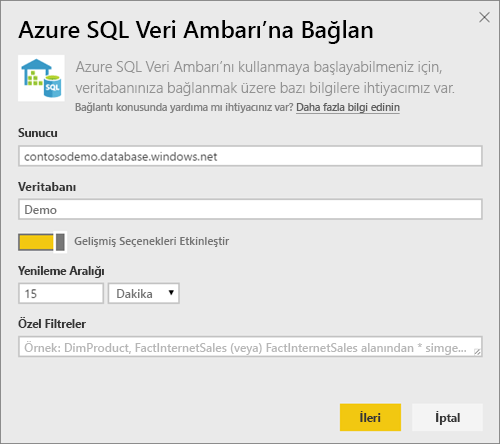 Azure SQL Veri Ambarı’na Bağlan
Azure SQL Veri Ambarı’nı kullanmaya başlayabilmeniz için,
veritabanınıza bağlanmak üzere bazı bilgilere ihtiyacımız var.
Bağlantı konusunda yardıma mı ihtiyacınız var? Daha fazla bilgi edinin
SQL
Sunucu
contosodemo.database.windows.net
Veritabanı
Demo
Gelişmiş Seçenekleri Etkinleştir
Yenileme Aralığı
15 Dakika
Özel Filtreler
Örnek: DimProduct, FactInternetSales (veya) FactInternetSales alanından * simge...
İleri İptal